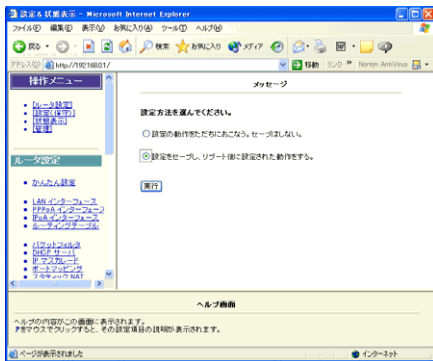 設定&状態表示 - Microsoft Internet Explorer
ファイル(F) 編集(E) 表示(V) お気に入り(A) ツール(T) ヘルプ(H)
戻る 検索 お気に入り メディア
アドレス(D) http://192.168.0.1/ 移動 リンク » Norton AntiVirus
操作メニュー
[ルータ設定]
[設定(保守)]
[状態表示]
[管理]
ルータ設定
かんたん設定
LAN インターフェース
PPPoA インターフェース
IPoA インターフェース
ルーティングテーブル
パケットフィルタ
DHCP サーバ
IP マスカレード
ポートマッピング
スタティック NAT
メッセージ
設定方法を選んでください。
設定の動作をただちにおこなう。セーブはしない。
設定をセーブし、リブート後に設定された動作をする。
実行
ヘルプ画面
ヘルプの内容がこの画面に表示されます。
?をマウスでクリックすると、その設定項目の説明が表示されます。
ページが表示されました インターネット